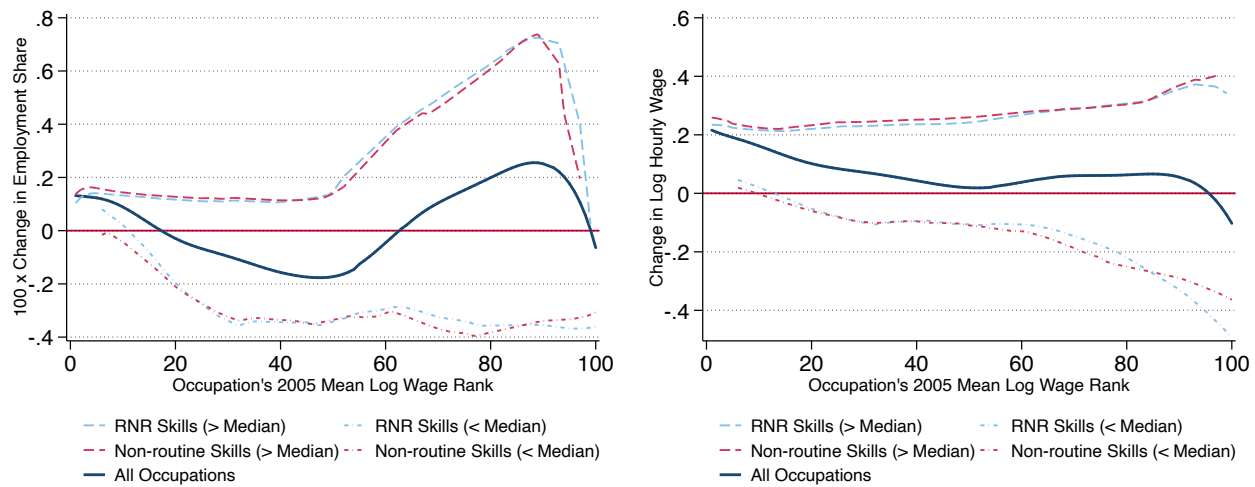 100 x Change in Employment Share
.8
.6
.4
.2
0
-.2
-.4
0 20 40 60 80 100
Occupation's 2005 Mean Log Wage Rank
RNR Skills (> Median) RNR Skills (< Median)
Non-routine Skills (> Median) Non-routine Skills (< Median)
All Occupations
Change in Log Hourly Wage
.6
.4
.2
0
-.2
-.4
0 20 40 60 80 100
Occupation's 2005 Mean Log Wage Rank
RNR Skills (> Median) RNR Skills (< Median)
Non-routine Skills (> Median) Non-routine Skills (< Median)
All Occupations